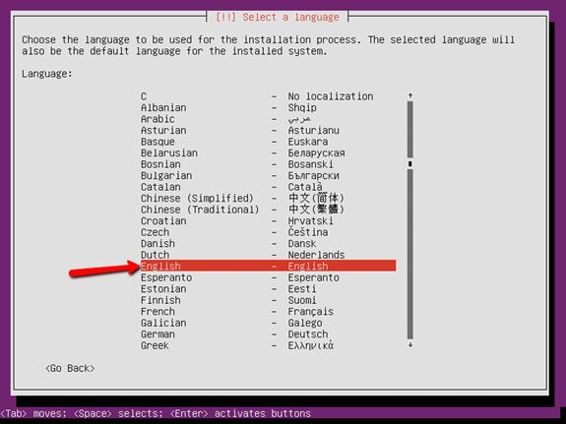 [!!] Select a language
Choose the language to be used for the installation process. The selected language will
also be the default language for the installed system.
Language:
C - No localization
Albanian - Shqip
Arabic - عربي
Asturian - Asturianu
Basque - Euskara
Belarusian - Беларуская
Bosnian - Bosanski
Bulgarian - Български
Catalan - Català
Chinese (Simplified) - 中文(简体)
Chinese (Traditional) - 中文(繁體)
Croatian - Hrvatski
Czech - Čeština
Danish - Dansk
Dutch - Nederlands
English - English
Esperanto - Esperanto
Estonian - Eesti
Finnish - Suomi
French - Français
Galician - Galego
German - Deutsch
Greek - Ελληνικά
<Go Back>
<Tab> moves; <Space> selects; <Enter> activates buttons